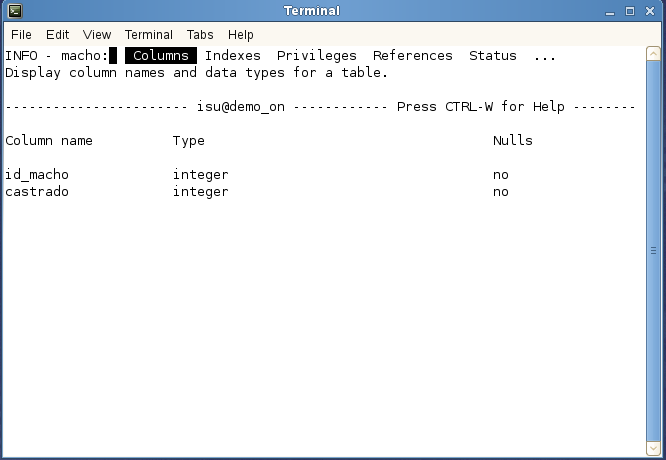 Terminal
File Edit View Terminal Tabs Help
INFO - macho: Columns Indexes Privileges References Status ...
Display column names and data types for a table.
----------------------- isu@demo_on ------------ Press CTRL-W for Help --------
Column name Type Nulls
id_macho integer no
castrado integer no